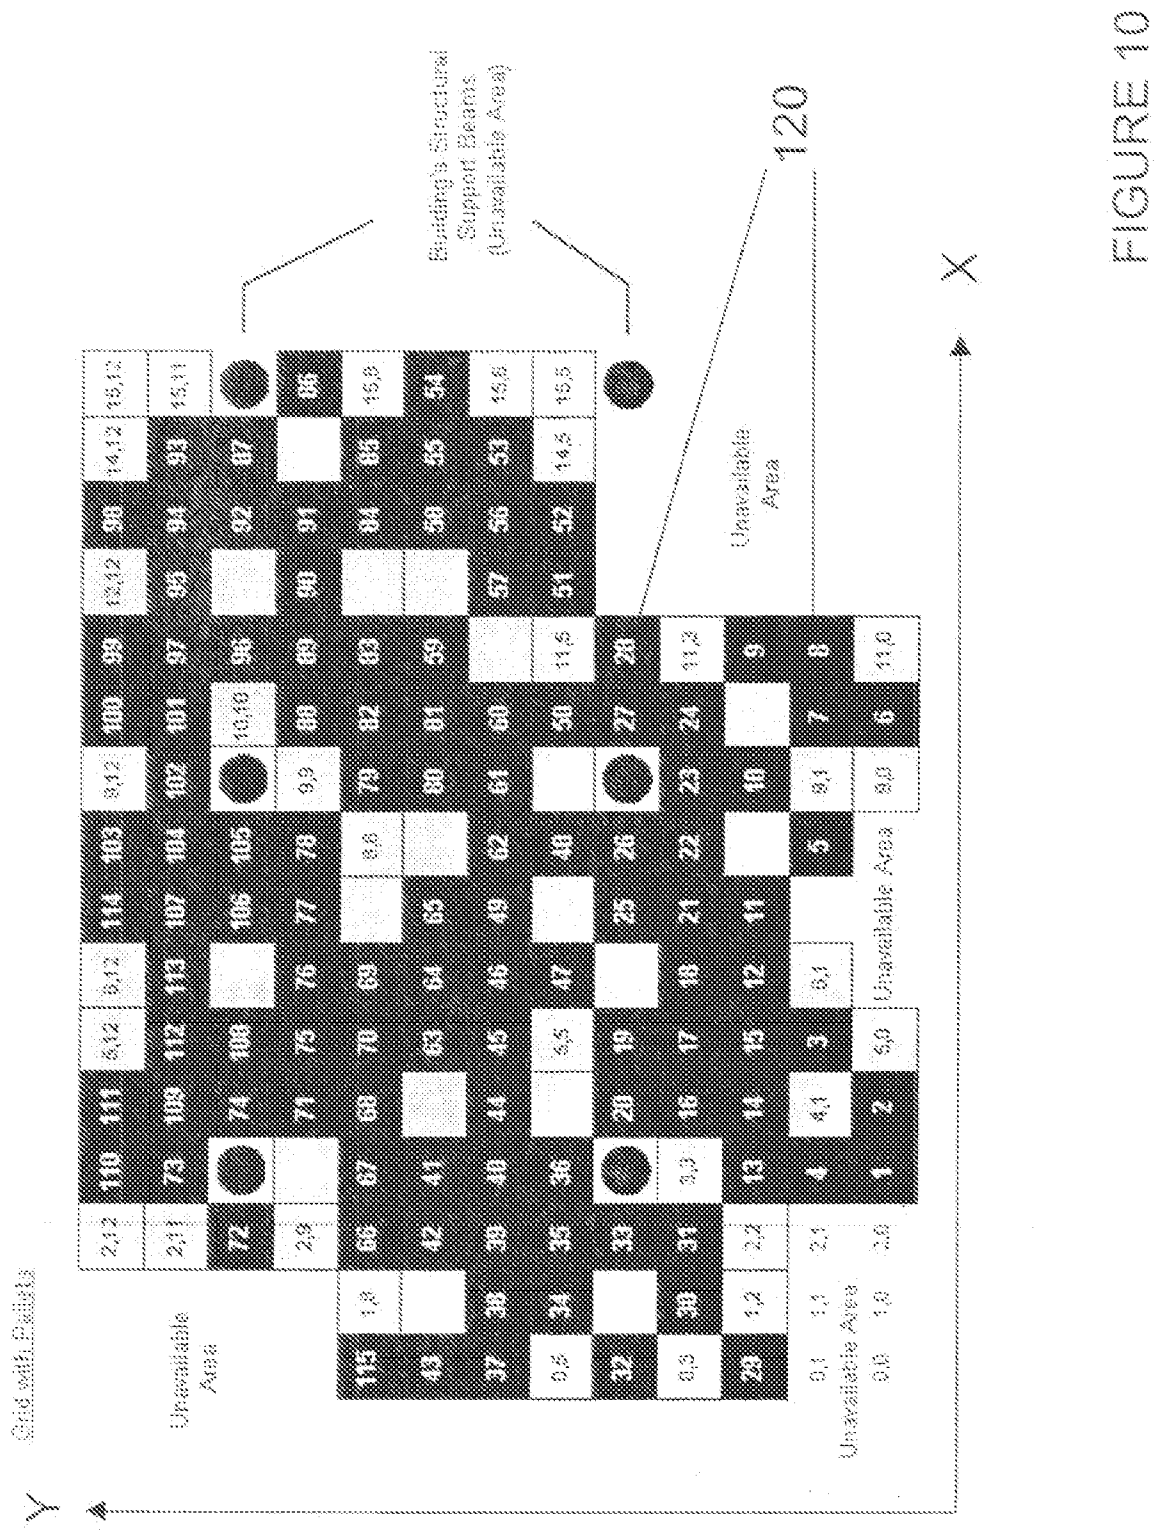 Y
Grid with Pallets
2,12 110 111 5,12 6,12 114 103 9,12 100 99 12,12 98 14,12 15,12
2,11 73 109 112 113 107 104 102 101 97 95 94 93 15,11
Unavailable
Area
72 74 108 106 105 10,10 96 92 87
2,9 71 75 76 77 78 9,9 88 89 90 91 86
115 1,8 66 67 68 70 69 8,8 79 82 83 84 85 15,8
43 42 41 63 64 65 80 81 59 58 55 54
37 38 39 40 44 45 46 49 62 61 60 57 56 53 15,6
0,5 34 35 36 5,5 47 48 50 11,5 51 52 14,5 15,5
Building's Structural
Support Beams
(Unavailable Area)
32 33 20 19 25 26 27 28
0,3 30 31 3,3 16 17 18 21 22 23 24 11,3
29 1,2 2,2 13 14 15 12 11 10 9
Unavailable
Area
120
0,1 1,1 2,1 4 4,1 3 6,1 5 9,1 7 8
Unavailable Area
0,0 1,0 2,0 1 2 5,0 Unavailable Area 9,0 6 11,0
X
FIGURE 10